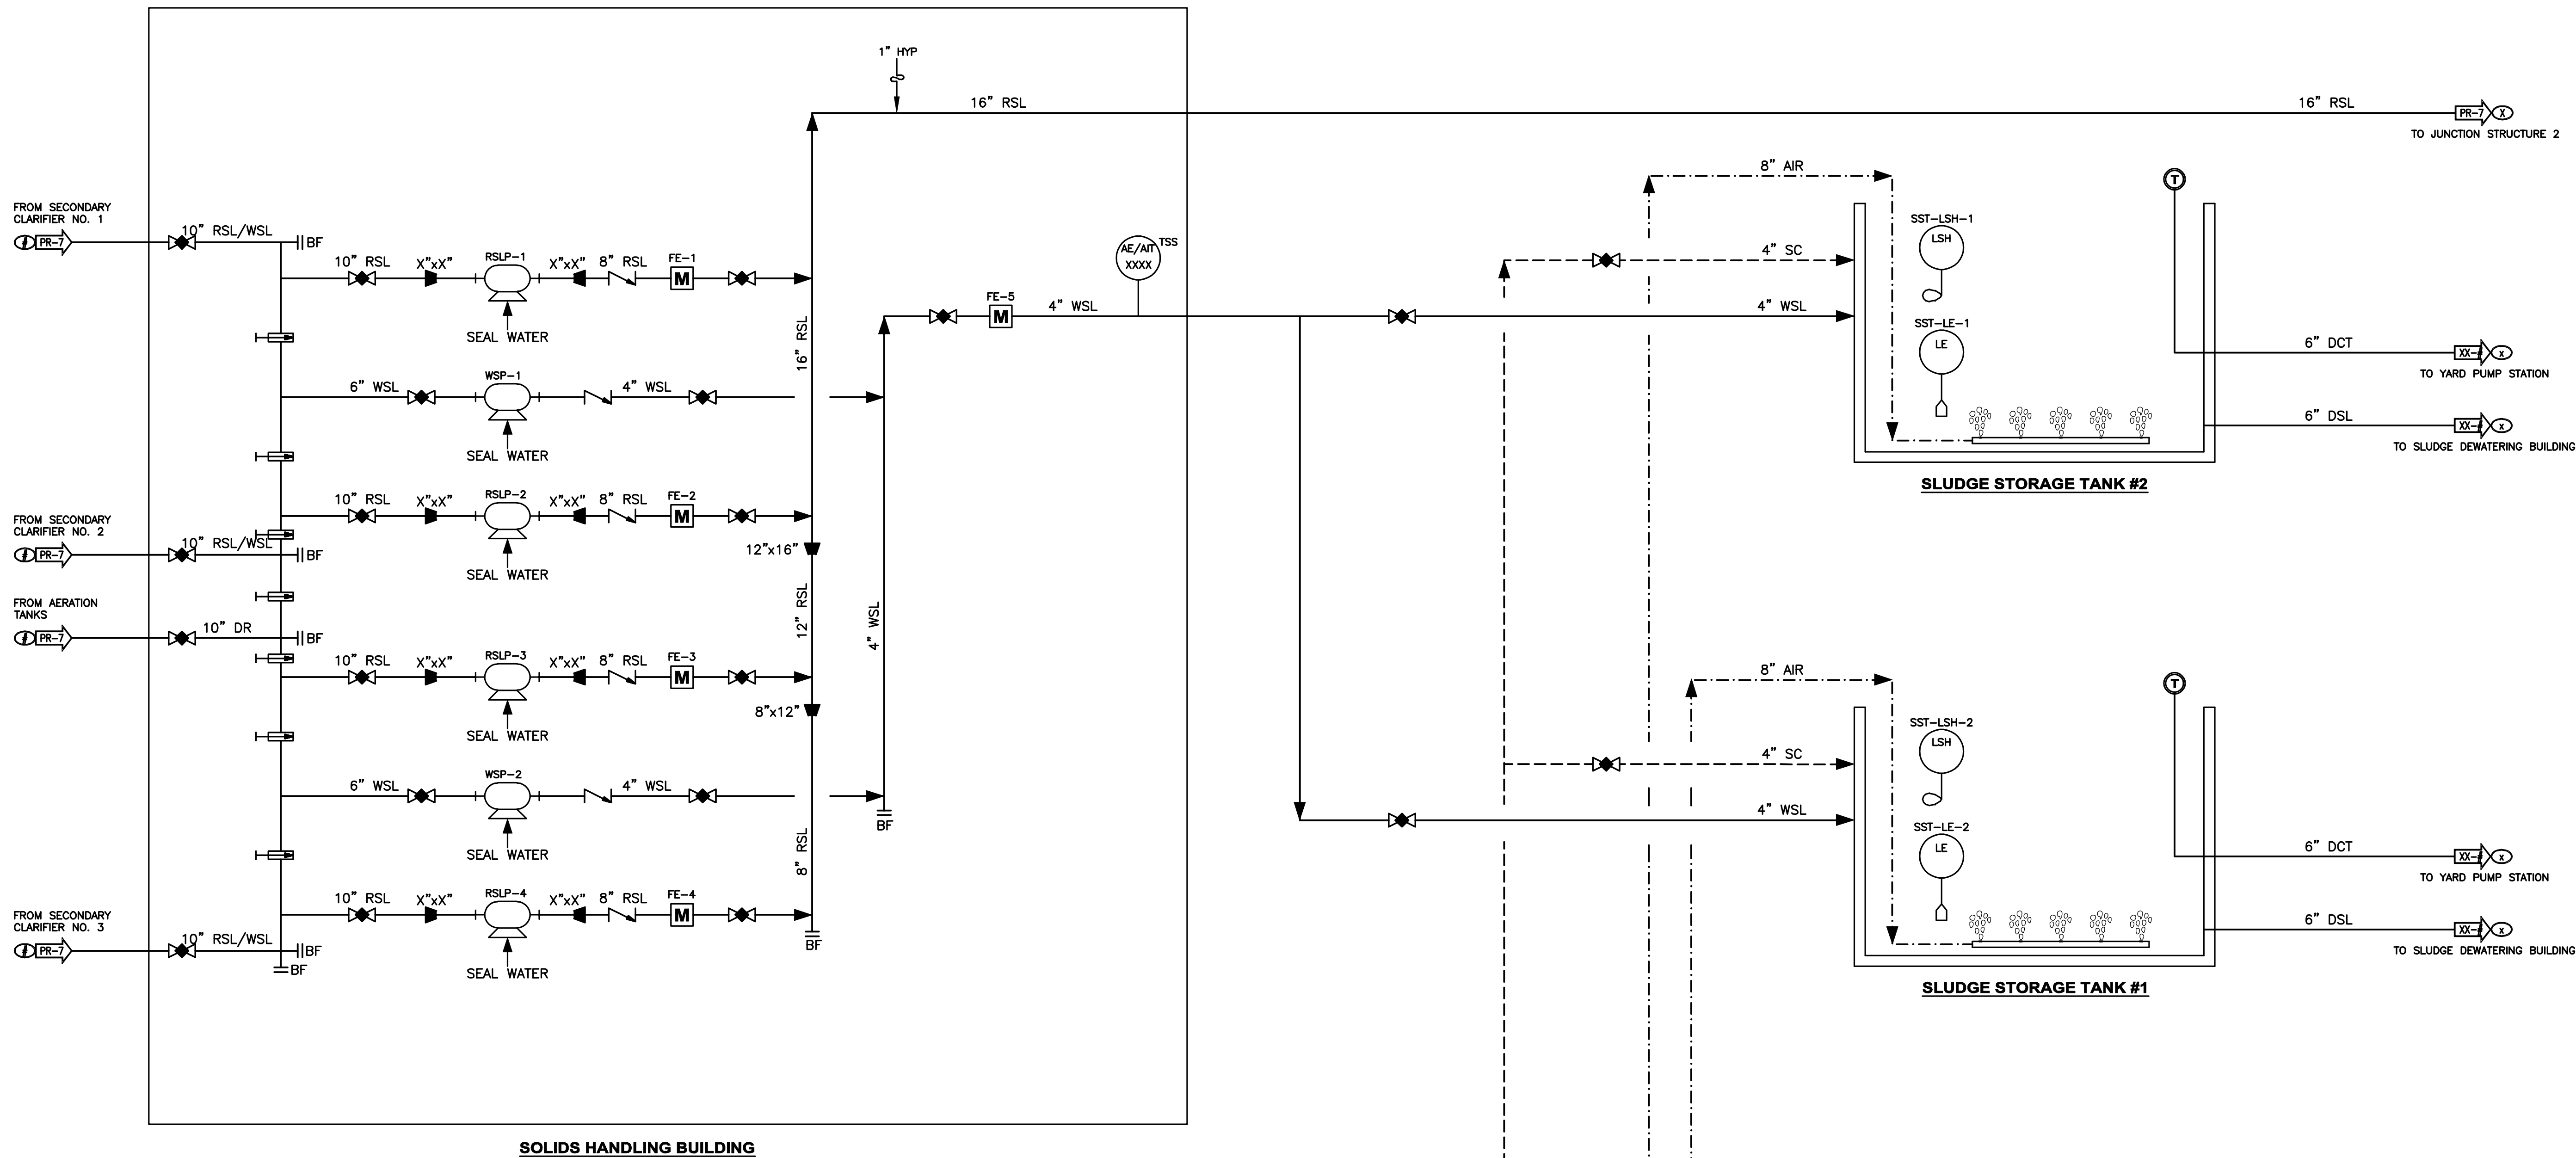 1” HYP
16” RSL
16” RSL
PR-7
X
TO JUNCTION STRUCTURE 2
FROM SECONDARY
CLARIFIER NO. 1
#
PR-7
10” RSL/WSL
BF
10” RSL
X”xX”
RSLP-1
X”xX”
8” RSL
FE-1
M
SEAL WATER
16” RSL
6” WSL
WSP-1
4” WSL
SEAL WATER
10” RSL
X”xX”
RSLP-2
X”xX”
8” RSL
FE-2
M
SEAL WATER
FROM SECONDARY
CLARIFIER NO. 2
#
PR-7
10” RSL/WSL
BF
12”x16”
12” RSL
FROM AERATION
TANKS
#
PR-7
10” DR
BF
10” RSL
X”xX”
RSLP-3
X”xX”
8” RSL
FE-3
M
SEAL WATER
8”x12”
6” WSL
WSP-2
4” WSL
SEAL WATER
4” WSL
BF
8” RSL
10” RSL
X”xX”
RSLP-4
X”xX”
8” RSL
FE-4
M
SEAL WATER
BF
FROM SECONDARY
CLARIFIER NO. 3
#
PR-7
10” RSL/WSL
BF
BF
FE-5
M
4” WSL
AE/AIT
XXXX
TSS
SOLIDS HANDLING BUILDING
8” AIR
4” SC
4” WSL
SST-LSH-1
LSH
SST-LE-1
LE
T
6” DCT
XX-#
x
TO YARD PUMP STATION
6” DSL
XX-#
x
TO SLUDGE DEWATERING BUILDING
SLUDGE STORAGE TANK #2
8” AIR
4” SC
4” WSL
SST-LSH-2
LSH
SST-LE-2
LE
T
6” DCT
XX-#
x
TO YARD PUMP STATION
6” DSL
XX-#
x
TO SLUDGE DEWATERING BUILDING
SLUDGE STORAGE TANK #1